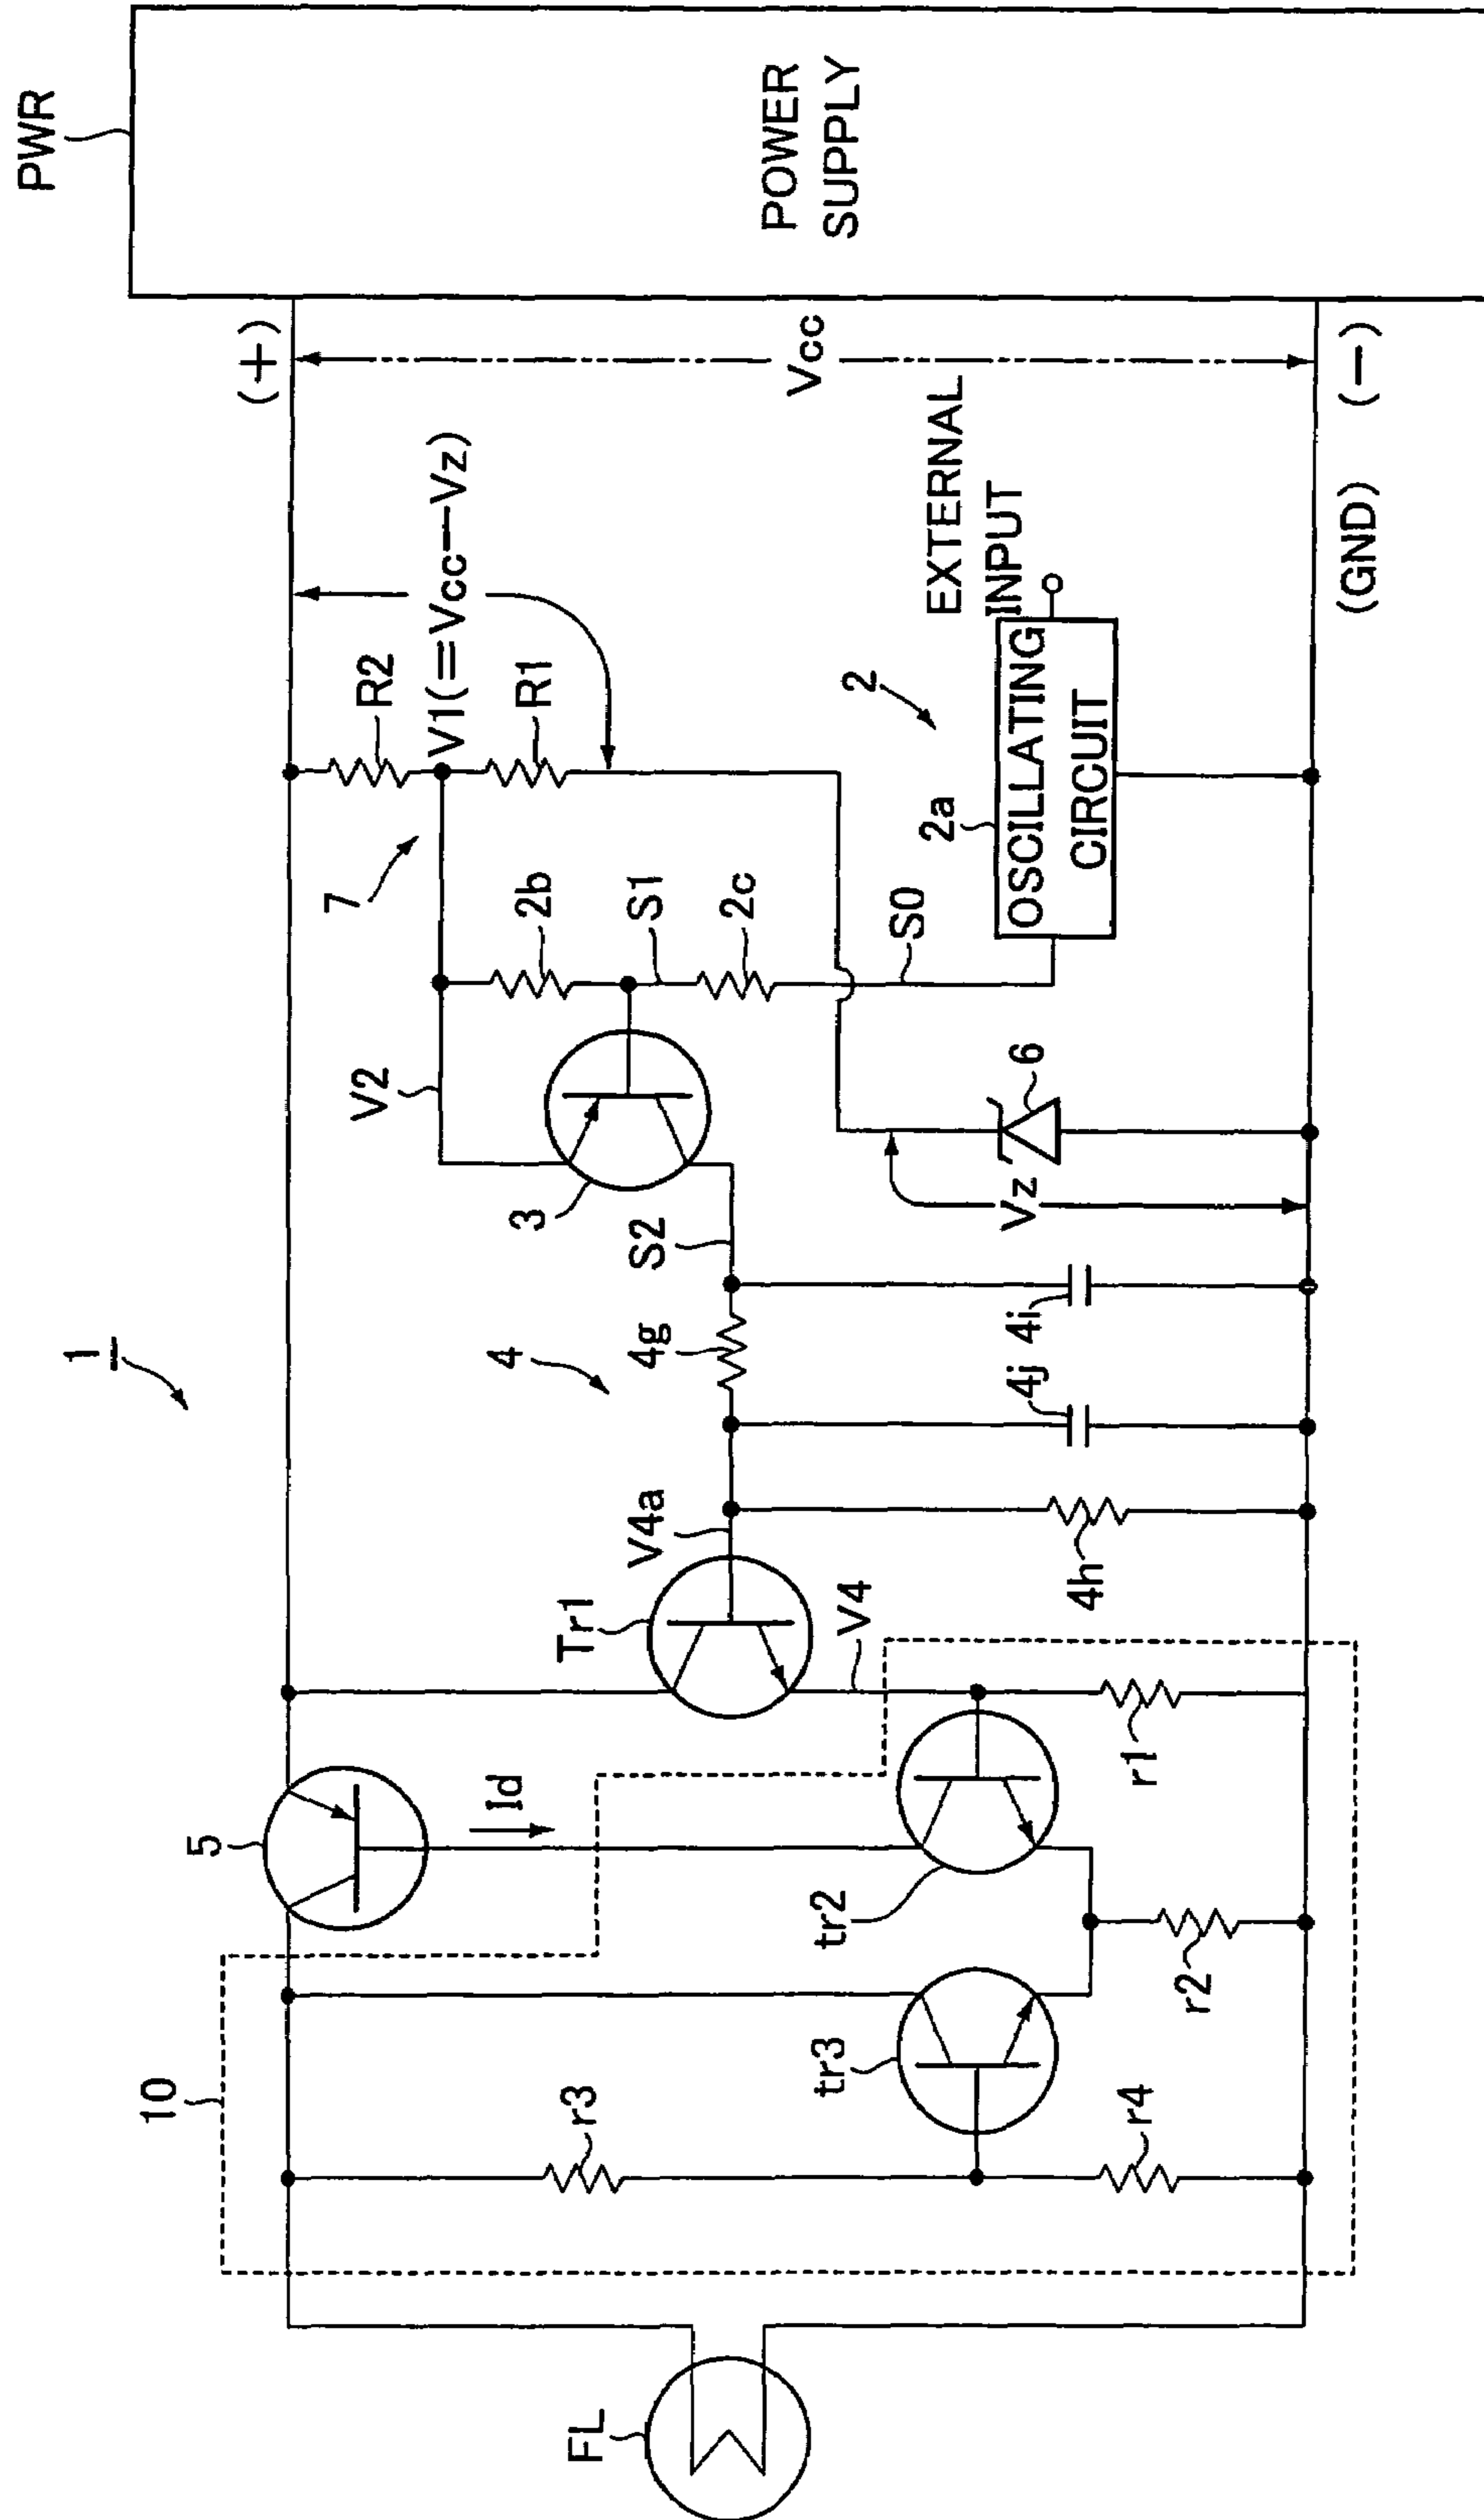 PWR
POWER
SUPPLY
(+)
Vcc
(−)
(GND)
EXTERNAL
INPUT
V1(=Vcc−Vz)
R2
R1
7
2
2a
OSCILLATING
CIRCUIT
2b
S1
2c
S0
V2
3
6
Vz
S2
1
4
4g
4i
4j
4h
V4a
Tr1
V4
5
Id
r1
tr2
r2
10
tr3
r3
r4
FL